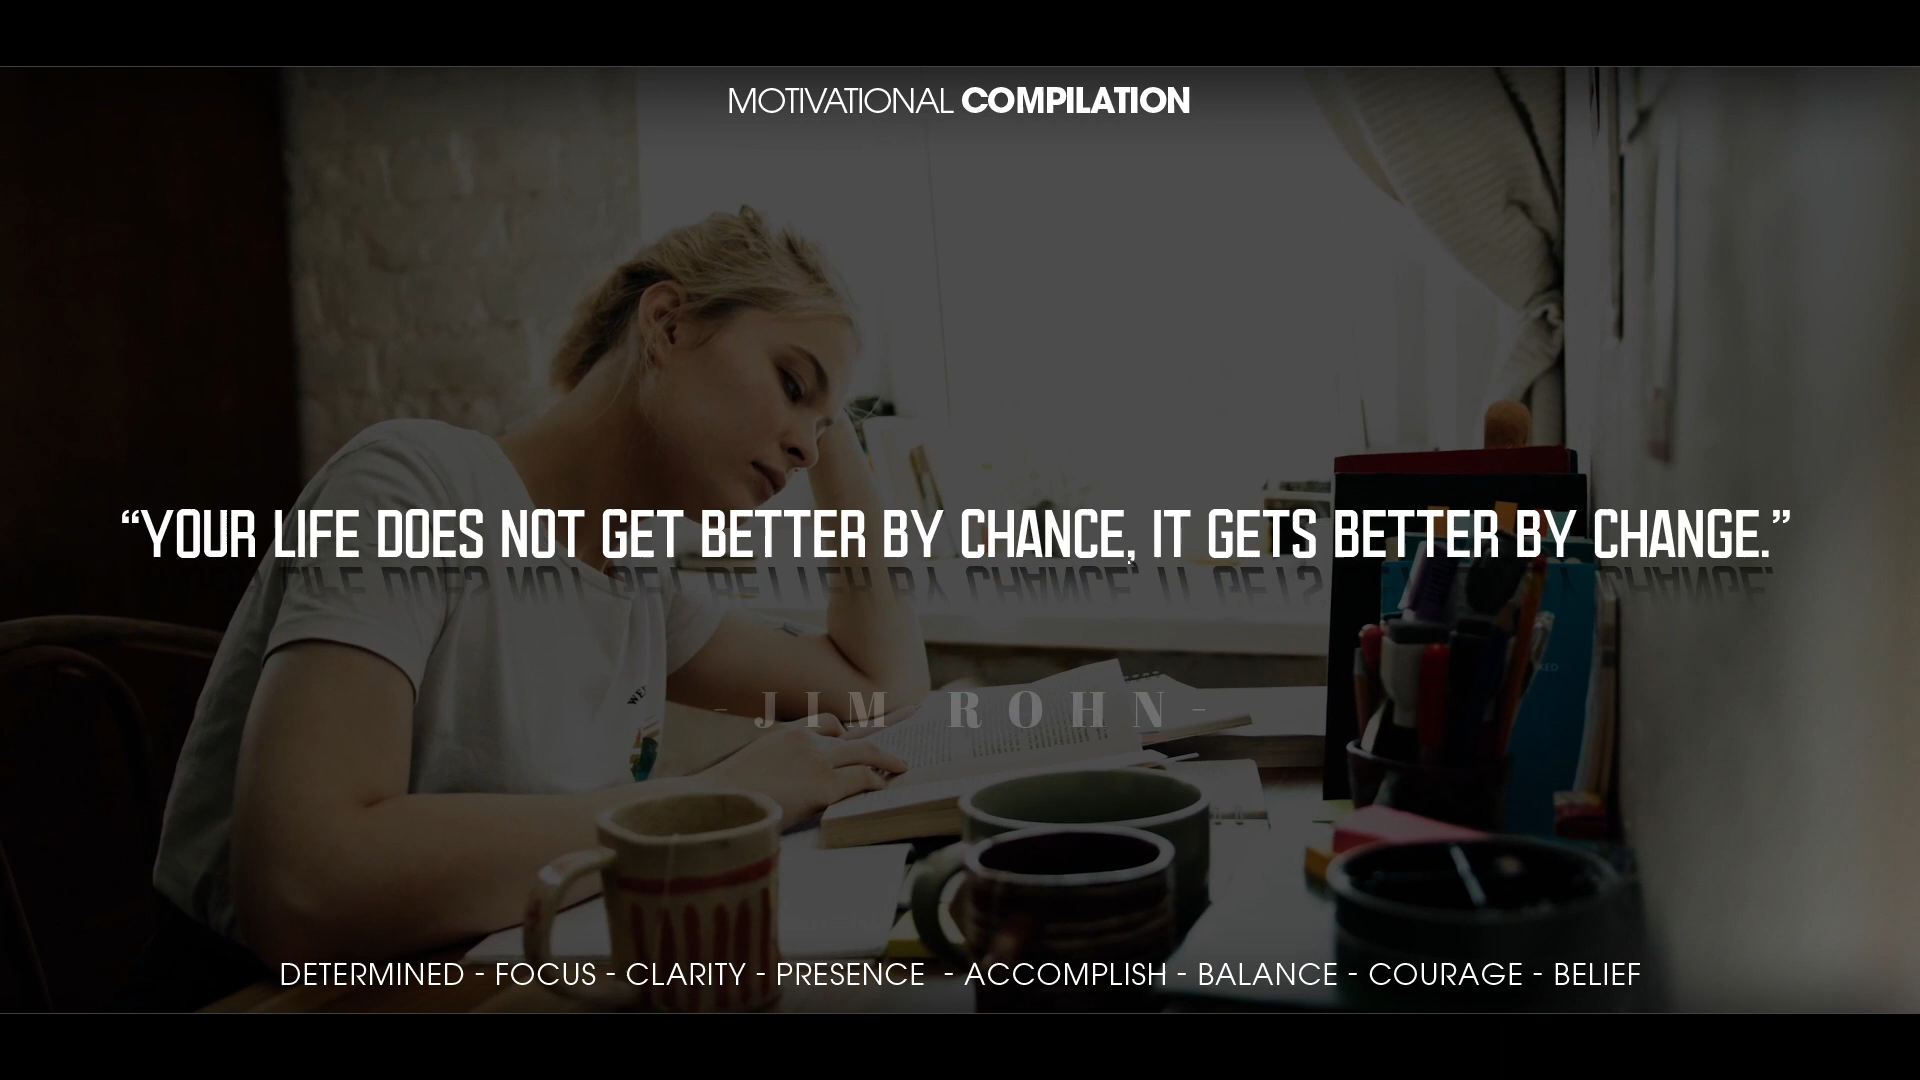 MOTIVATIONAL COMPILATION
“YOUR LIFE DOES NOT GET BETTER BY CHANCE, IT GETS BETTER BY CHANGE.”
- JIM ROHN -
DETERMINED - FOCUS - CLARITY - PRESENCE - ACCOMPLISH - BALANCE - COURAGE - BELIEF